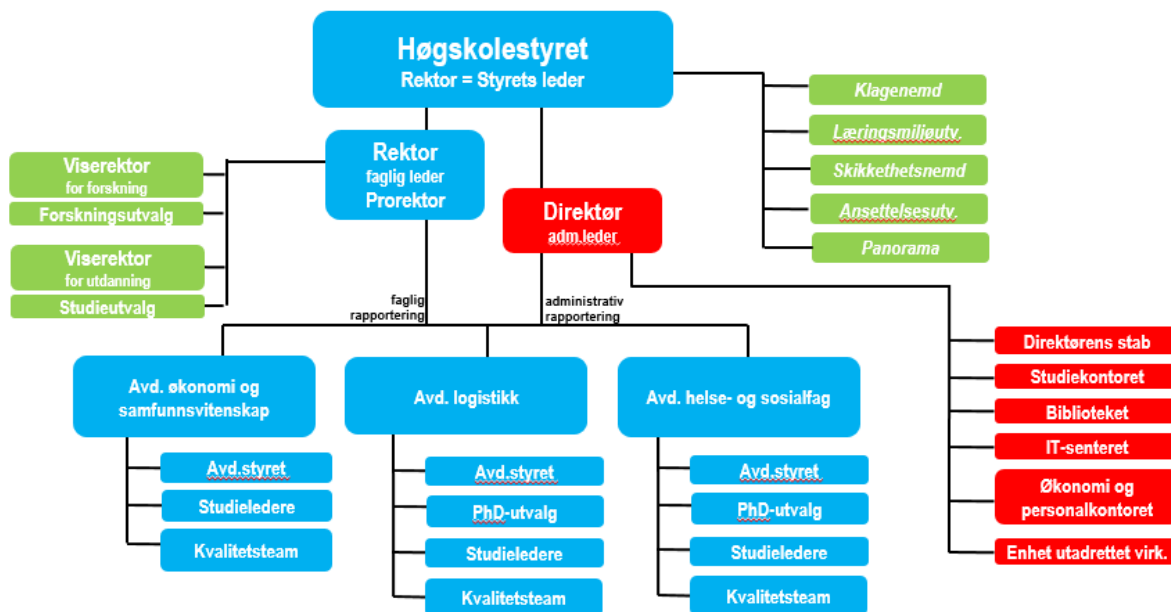 Høgskolestyret
Rektor = Styrets leder
Klagenemd
Læringsmiljøutv.
Skikkethetsnemd
Ansettelsesutv.
Panorama
Rektor
faglig leder
Prorektor
Viserektor
for forskning
Forskningsutvalg
Viserektor
for utdanning
Studieutvalg
Direktør
adm.leder
faglig
rapportering
administrativ
rapportering
Direktørens stab
Studiekontoret
Biblioteket
IT-senteret
Økonomi og
personalkontoret
Enhet utadrettet virk.
Avd. økonomi og
samfunnsvitenskap
Avd.styret
Studieledere
Kvalitetsteam
Avd. logistikk
Avd.styret
PhD-utvalg
Studieledere
Kvalitetsteam
Avd. helse- og sosialfag
Avd.styret
PhD-utvalg
Studieledere
Kvalitetsteam